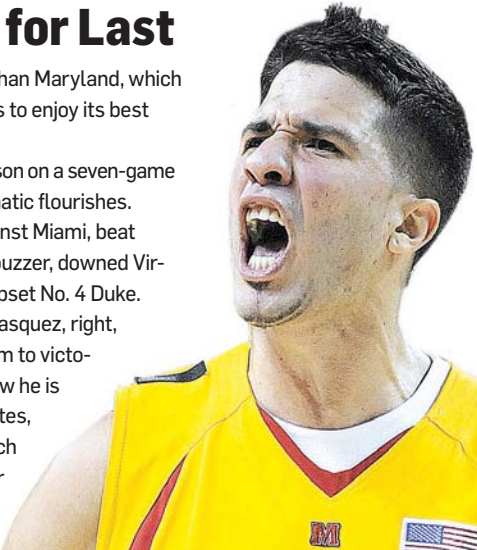 for Last
han Maryland, which
s to enjoy its best
son on a seven-game
atic flourishes.
nst Miami, beat
buzzer, downed Vir-
pset No. 4 Duke.
asquez, right,
m to victo-
w he is
tes,
ch
r
M